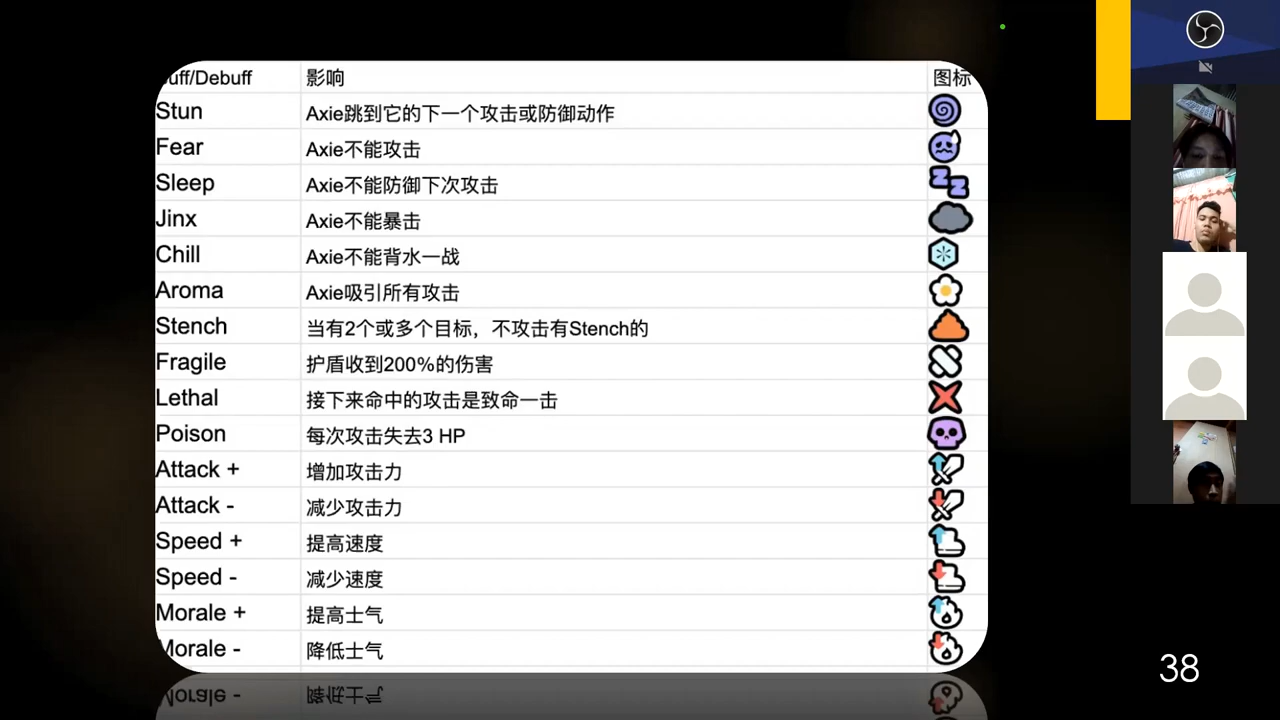 uff/Debuff 影响 图标
Stun Axie跳到它的下一个攻击或防御动作
Fear Axie不能攻击
Sleep Axie不能防御下次攻击
Jinx Axie不能暴击
Chill Axie不能背水一战
Aroma Axie吸引所有攻击
Stench 当有2个或多个目标，不攻击有Stench的
Fragile 护盾收到200%的伤害
Lethal 接下来命中的攻击是致命一击
Poison 每次攻击失去3 HP
Attack + 增加攻击力
Attack - 减少攻击力
Speed + 提高速度
Speed - 减少速度
Morale + 提高士气
Morale - 降低士气
38